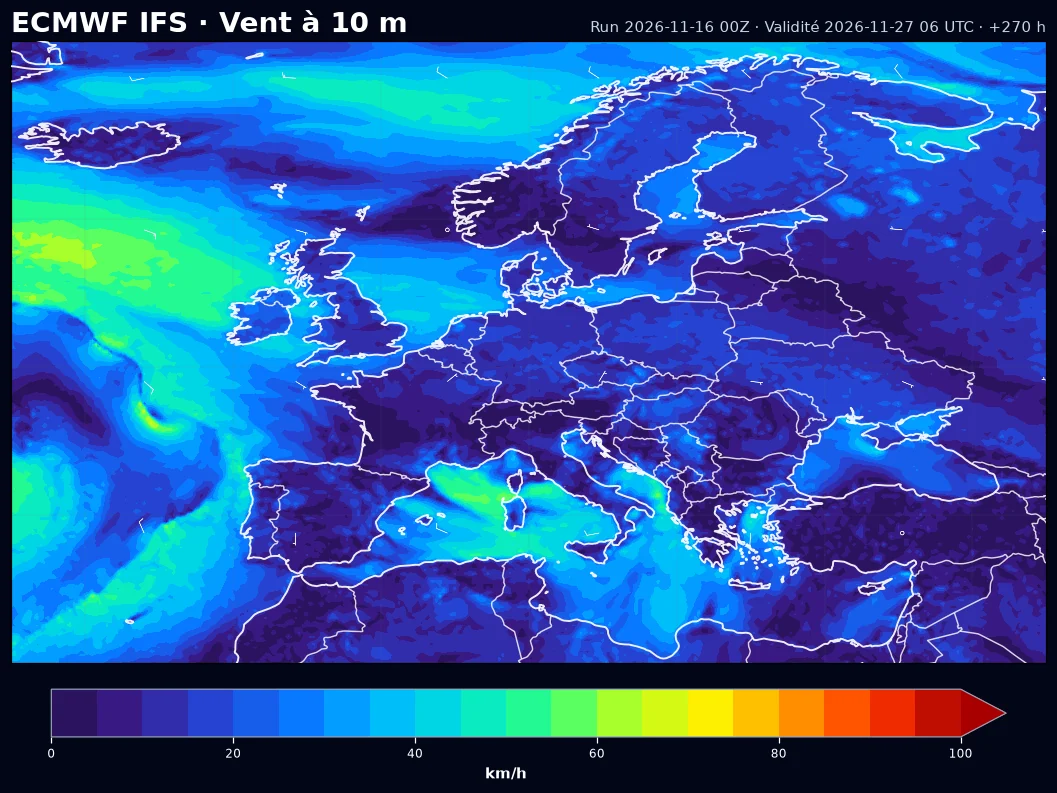 ECMWF IFS · Vent à 10 m
Run 2026-11-16 00Z · Validité 2026-11-27 06 UTC · +270 h
0 20 40 60 80 100
km/h